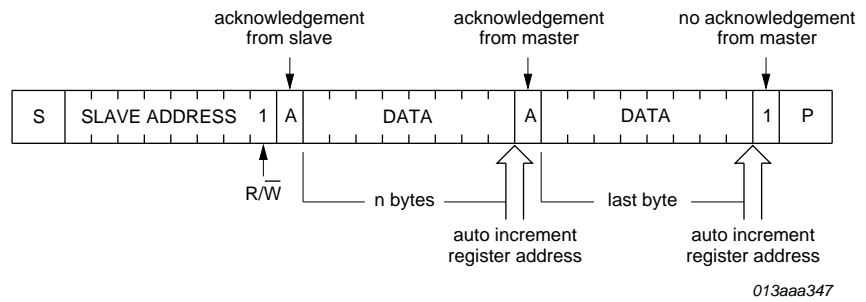 acknowledgement from slave
acknowledgement from master
no acknowledgement from master
S SLAVE ADDRESS 1 A DATA A DATA 1 P
R/W̅
n bytes
last byte
auto increment register address
auto increment register address
013aaa347